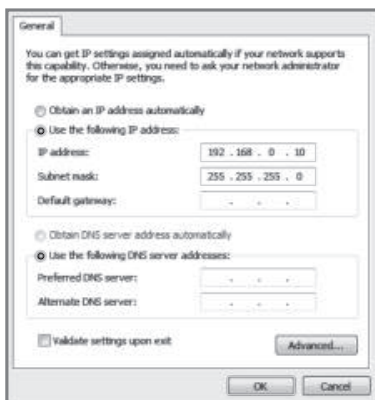 General
You can get IP settings assigned automatically if your network supports
this capability. Otherwise, you need to ask your network administrator
for the appropriate IP settings.
Obtain an IP address automatically
Use the following IP address:
IP address: 192 . 168 . 0 . 10
Subnet mask: 255 . 255 . 255 . 0
Default gateway: . . .
Obtain DNS server address automatically
Use the following DNS server addresses:
Preferred DNS server: . . .
Alternate DNS server: . . .
Validate settings upon exit Advanced...
OK Cancel